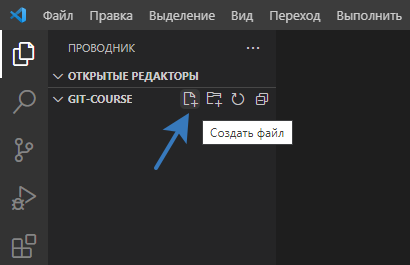 Файл Правка Выделение Вид Переход Выполнить
ПРОВОДНИК
ОТКРЫТЫЕ РЕДАКТОРЫ
GIT-COURSE
Создать файл